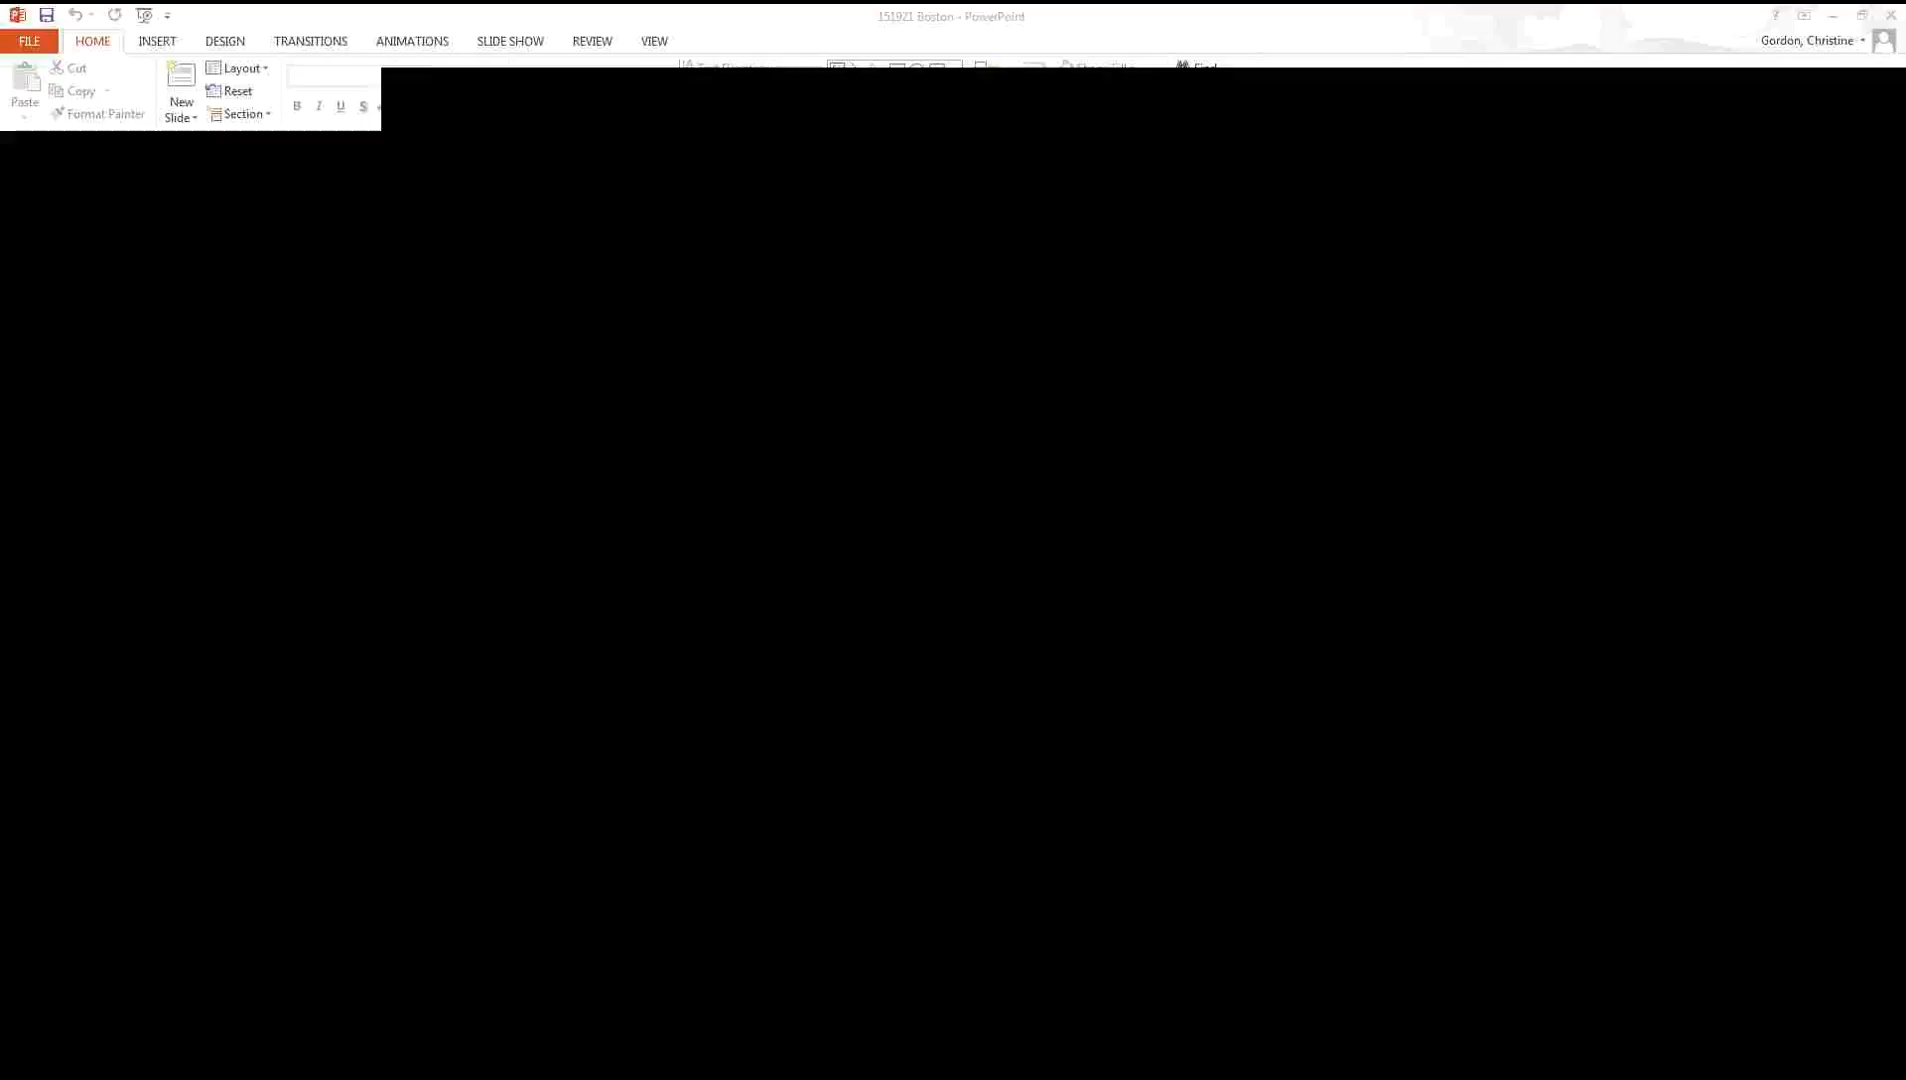 151921 Boston - PowerPoint
FILE HOME INSERT DESIGN TRANSITIONS ANIMATIONS SLIDE SHOW REVIEW VIEW
Gordon, Christine
Cut
Copy
Format Painter
Paste
New
Slide
Layout
Reset
Section
B I U S
Find